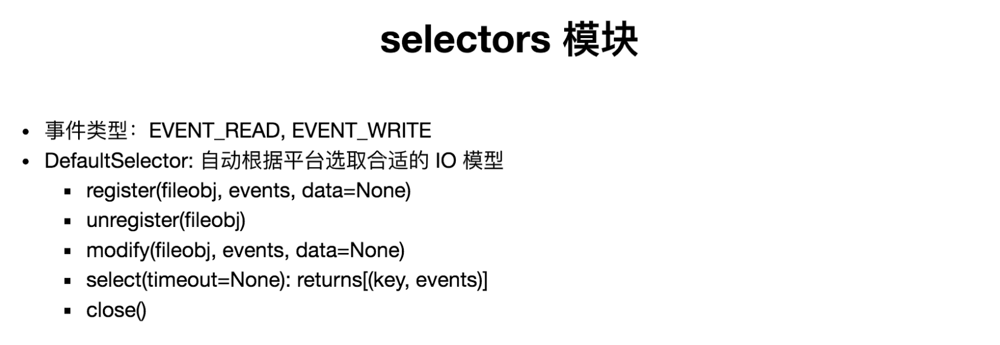 selectors 模块
• 事件类型：EVENT_READ, EVENT_WRITE
• DefaultSelector: 自动根据平台选取合适的 IO 模型
▪ register(fileobj, events, data=None)
▪ unregister(fileobj)
▪ modify(fileobj, events, data=None)
▪ select(timeout=None): returns[(key, events)]
▪ close()